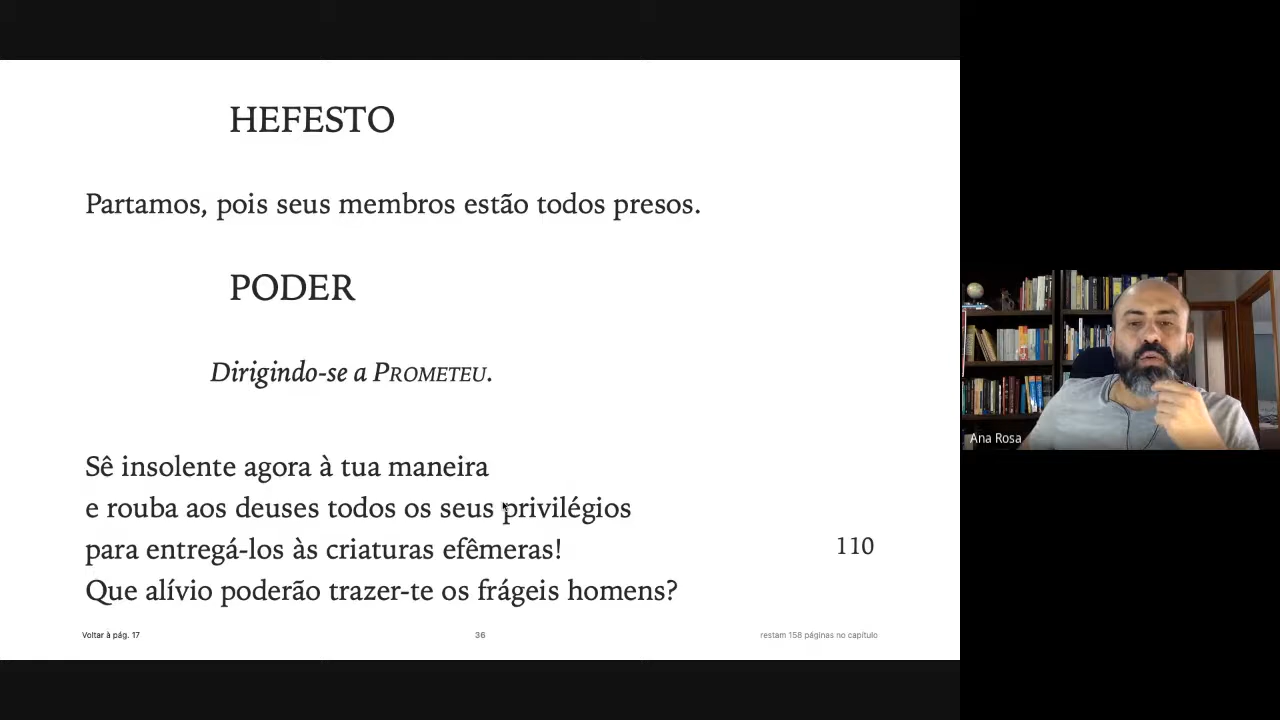 HEFESTO
Partamos, pois seus membros estão todos presos.
PODER
Dirigindo-se a PROMETEU.
Sê insolente agora à tua maneira
e rouba aos deuses todos os seus privilégios
para entregá-los às criaturas efêmeras!
110
Que alívio poderão trazer-te os frágeis homens?
Voltar à pág. 17
36
restam 158 páginas no capítulo
Ana Rosa